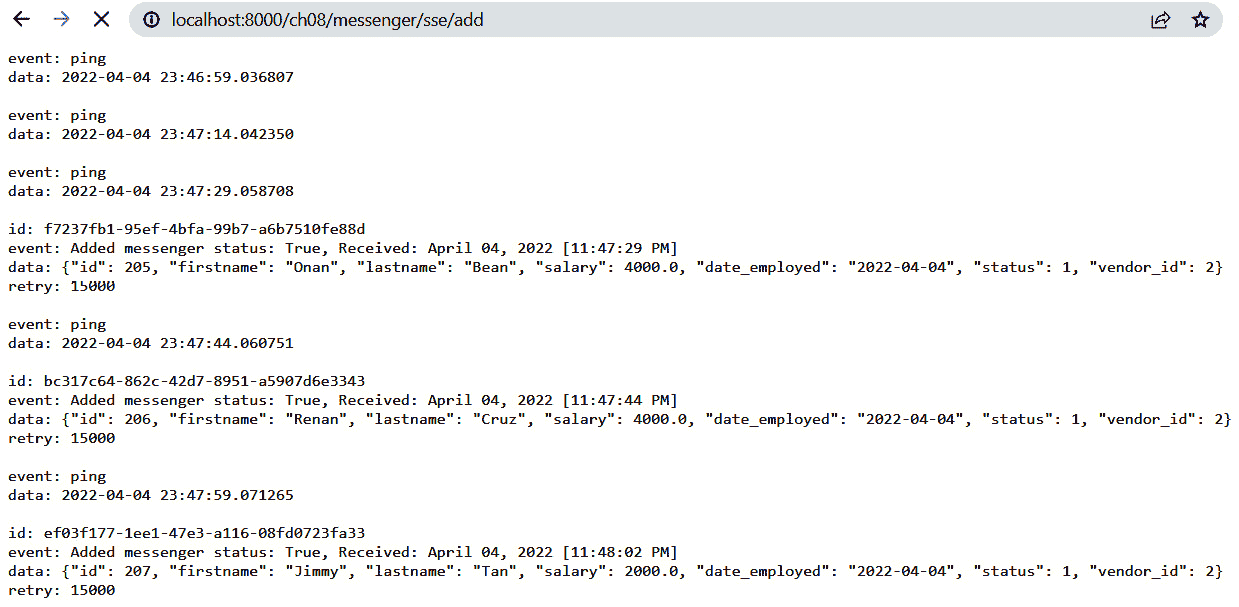 localhost:8000/ch08/messenger/sse/add
event: ping
data: 2022-04-04 23:46:59.036807
event: ping
data: 2022-04-04 23:47:14.042350
event: ping
data: 2022-04-04 23:47:29.058708
id: f7237fb1-95ef-4bfa-99b7-a6b7510fe88d
event: Added messenger status: True, Received: April 04, 2022 [11:47:29 PM]
data: {"id": 205, "firstname": "Onan", "lastname": "Bean", "salary": 4000.0, "date_employed": "2022-04-04", "status": 1, "vendor_id": 2}
retry: 15000
event: ping
data: 2022-04-04 23:47:44.060751
id: bc317c64-862c-42d7-8951-a5907d6e3343
event: Added messenger status: True, Received: April 04, 2022 [11:47:44 PM]
data: {"id": 206, "firstname": "Renan", "lastname": "Cruz", "salary": 4000.0, "date_employed": "2022-04-04", "status": 1, "vendor_id": 2}
retry: 15000
event: ping
data: 2022-04-04 23:47:59.071265
id: ef03f177-1ee1-47e3-a116-08fd0723fa33
event: Added messenger status: True, Received: April 04, 2022 [11:48:02 PM]
data: {"id": 207, "firstname": "Jimmy", "lastname": "Tan", "salary": 2000.0, "date_employed": "2022-04-04", "status": 1, "vendor_id": 2}
retry: 15000